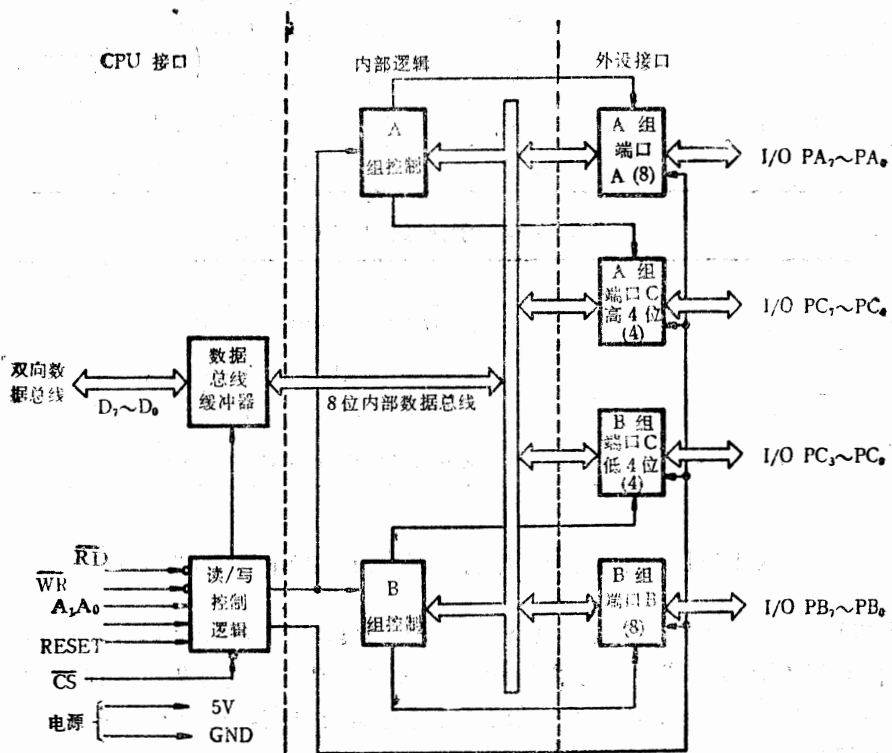 CPU 接口
内部逻辑
外设接口
A
组控制
A 组
端口
A (8)
I/O PA₇～PA₀
A 组
端口 C
高 4 位
(4)
I/O PC₇～PC₀
数据
总线
缓冲器
双向数
据总线
D₇～D₀
8位内部数据总线
B 组
端口 C
低 4 位
(4)
I/O PC₃～PC₀
R̅D̅
W̅R̅
A₁A₀
RESET
C̅S̅
读/写
控制
逻辑
B
组控制
B 组
端口 B
(8)
I/O PB₇～PB₀
电源
5V
GND